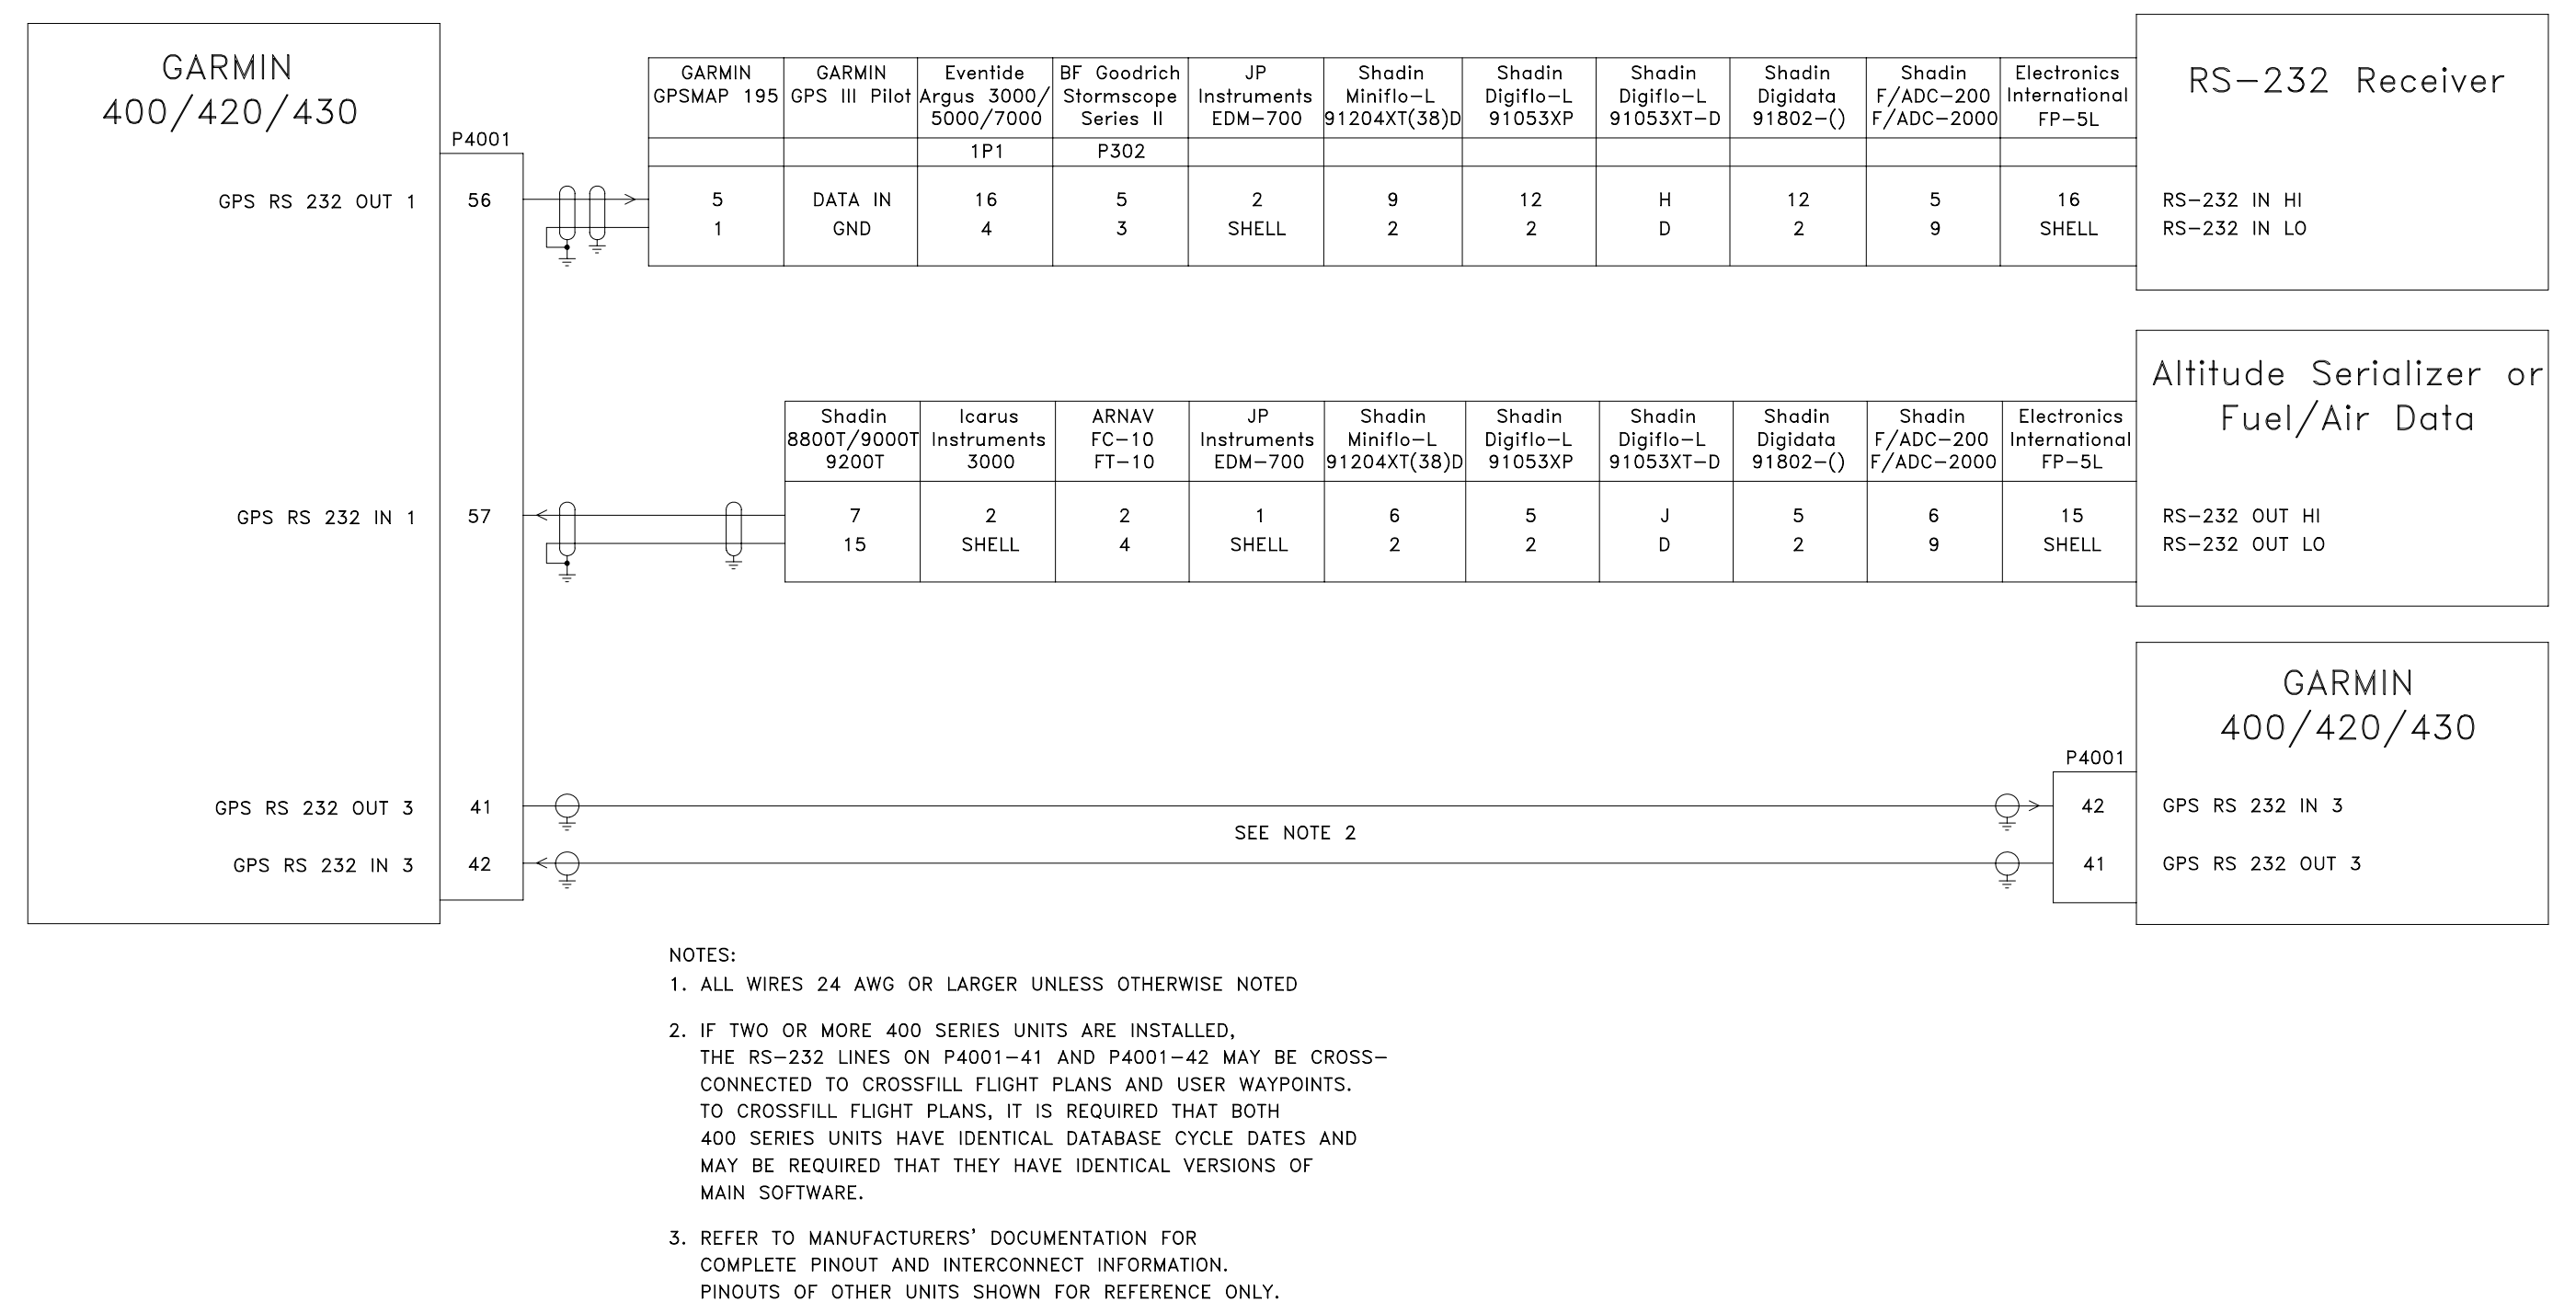 GARMIN
400/420/430
P4001
GPS RS 232 OUT 1 56
GARMIN GPSMAP 195
GARMIN GPS III Pilot
Eventide Argus 3000/ 5000/7000
BF Goodrich Stormscope Series II
JP Instruments EDM-700
Shadin Miniflo-L 91204XT(38)D
Shadin Digiflo-L 91053XP
Shadin Digiflo-L 91053XT-D
Shadin Digidata 91802-()
Shadin F/ADC-200 F/ADC-2000
Electronics International FP-5L
1P1 P302
5 DATA IN 16 5 2 9 12 H 12 5 16
1 GND 4 3 SHELL 2 2 D 2 9 SHELL
RS-232 Receiver
RS-232 IN HI
RS-232 IN LO
GPS RS 232 IN 1 57
Shadin 8800T/9000T 9200T
Icarus Instruments 3000
ARNAV FC-10 FT-10
JP Instruments EDM-700
Shadin Miniflo-L 91204XT(38)D
Shadin Digiflo-L 91053XP
Shadin Digiflo-L 91053XT-D
Shadin Digidata 91802-()
Shadin F/ADC-200 F/ADC-2000
Electronics International FP-5L
7 2 2 1 6 5 J 5 6 15
15 SHELL 4 SHELL 2 2 D 2 9 SHELL
Altitude Serializer or
Fuel/Air Data
RS-232 OUT HI
RS-232 OUT LO
GARMIN
400/420/430
P4001
GPS RS 232 OUT 3 41
42 GPS RS 232 IN 3
SEE NOTE 2
GPS RS 232 IN 3 42
41 GPS RS 232 OUT 3
NOTES:
1. ALL WIRES 24 AWG OR LARGER UNLESS OTHERWISE NOTED
2. IF TWO OR MORE 400 SERIES UNITS ARE INSTALLED,
THE RS-232 LINES ON P4001-41 AND P4001-42 MAY BE CROSS-
CONNECTED TO CROSSFILL FLIGHT PLANS AND USER WAYPOINTS.
TO CROSSFILL FLIGHT PLANS, IT IS REQUIRED THAT BOTH
400 SERIES UNITS HAVE IDENTICAL DATABASE CYCLE DATES AND
MAY BE REQUIRED THAT THEY HAVE IDENTICAL VERSIONS OF
MAIN SOFTWARE.
3. REFER TO MANUFACTURERS' DOCUMENTATION FOR
COMPLETE PINOUT AND INTERCONNECT INFORMATION.
PINOUTS OF OTHER UNITS SHOWN FOR REFERENCE ONLY.